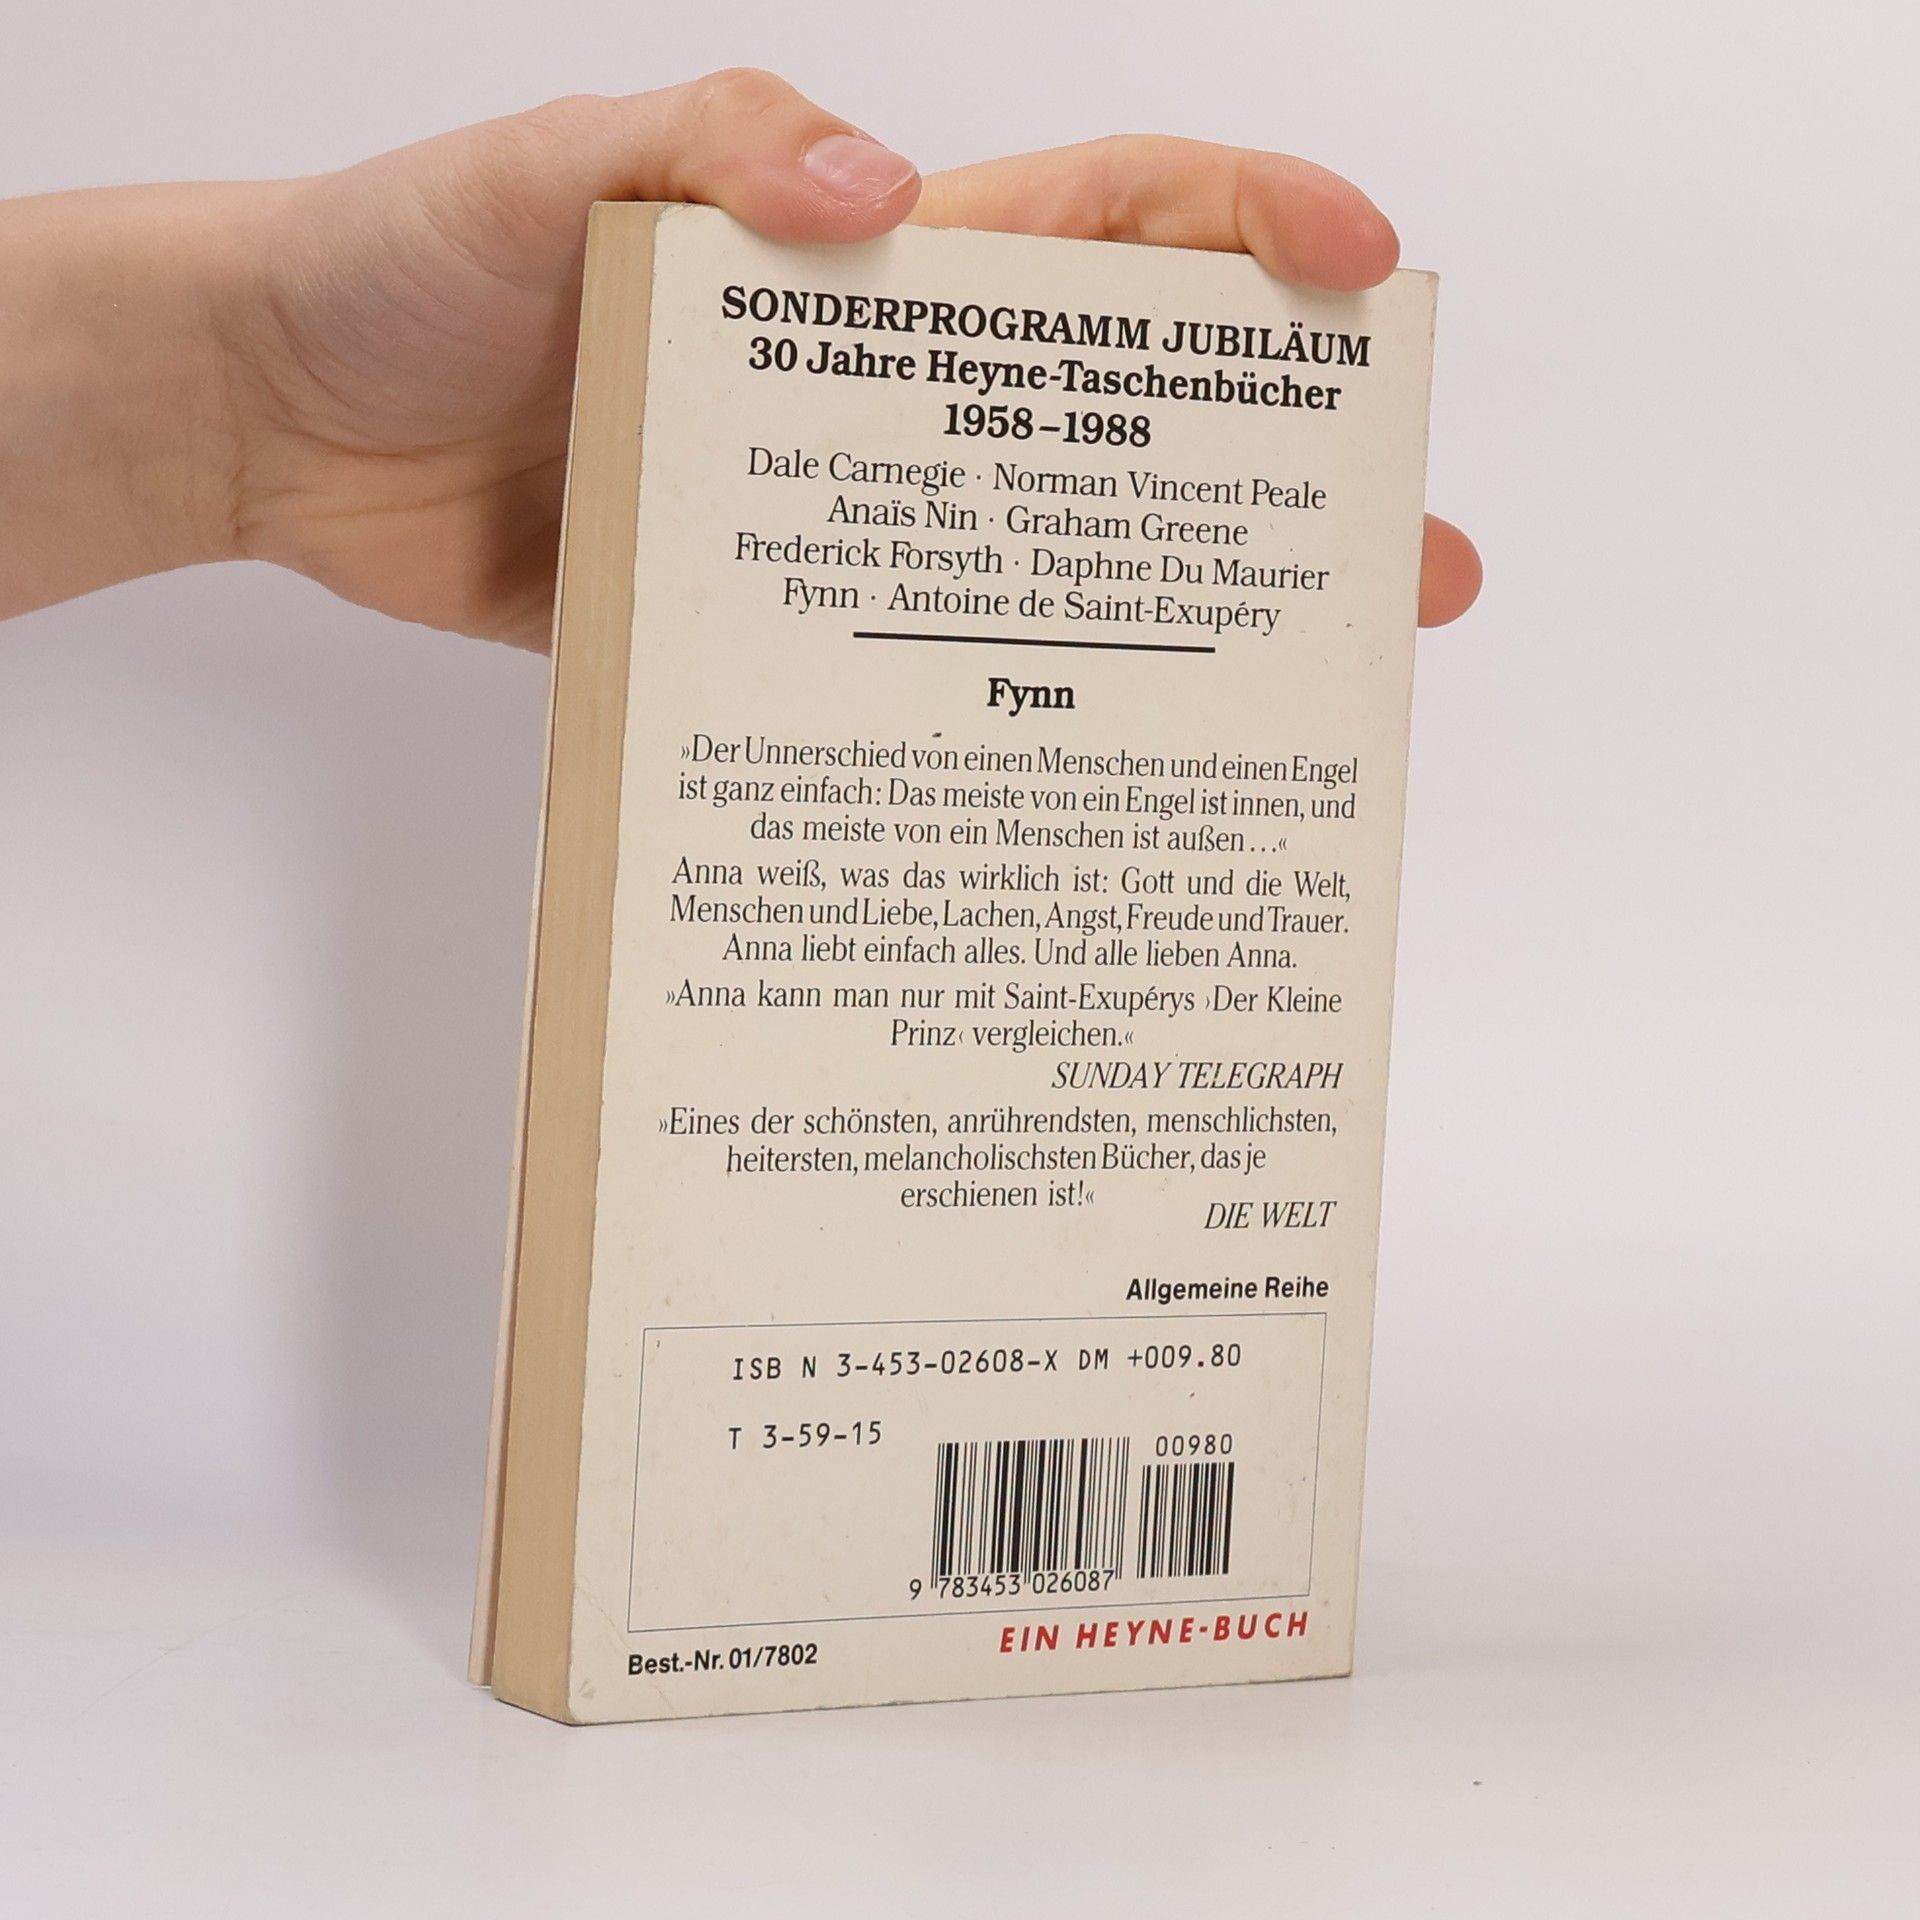 SONDERPROGRAMM JUBILÄUM
30 Jahre Heyne-Taschenbücher
1958–1988
Dale Carnegie · Norman Vincent Peale
Anaïs Nin · Graham Greene
Frederick Forsyth · Daphne Du Maurier
Fynn · Antoine de Saint-Exupéry
Fynn
»Der Unnerschied von einen Menschen und einen Engel
ist ganz einfach: Das meiste von ein Engel ist innen, und
das meiste von ein Menschen ist außen...«
Anna weiß, was das wirklich ist: Gott und die Welt,
Menschen und Liebe, Lachen, Angst, Freude und Trauer.
Anna liebt einfach alles. Und alle lieben Anna.
»Anna kann man nur mit Saint-Exupérys ›Der Kleine
Prinz‹ vergleichen.«
SUNDAY TELEGRAPH
»Eines der schönsten, anrührendsten, menschlichsten,
heitersten, melancholischsten Bücher, das je
erschienen ist!«
DIE WELT
Allgemeine Reihe
ISB N 3-453-02608-X DM +009.80
T 3-59-15
00980
9 783453 026087
EIN HEYNE-BUCH
Best.-Nr. 01/7802